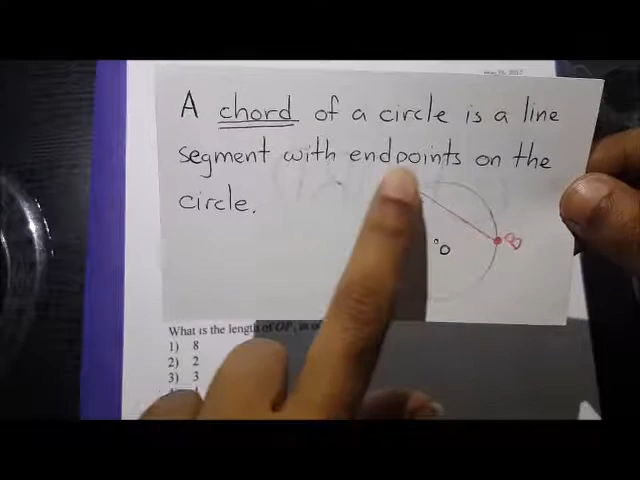 A chord of a circle is a line
segment with endpoints on the
circle.
B
O
What is the length of OP,
1) 8
2) 2
3) 3